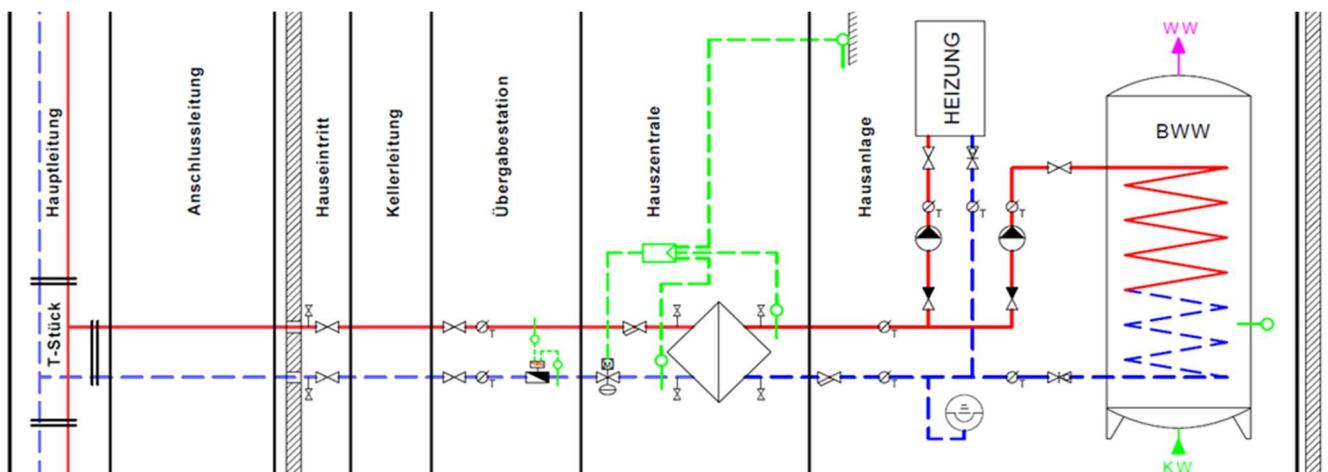 Hauptleitung
T-Stück
Anschlussleitung
Hauseintritt
Kellerleitung
Übergabestation
Hauszentrale
Hausanlage
HEIZUNG
WW
BWW
KW
T
T
T
T
T
T
T
M